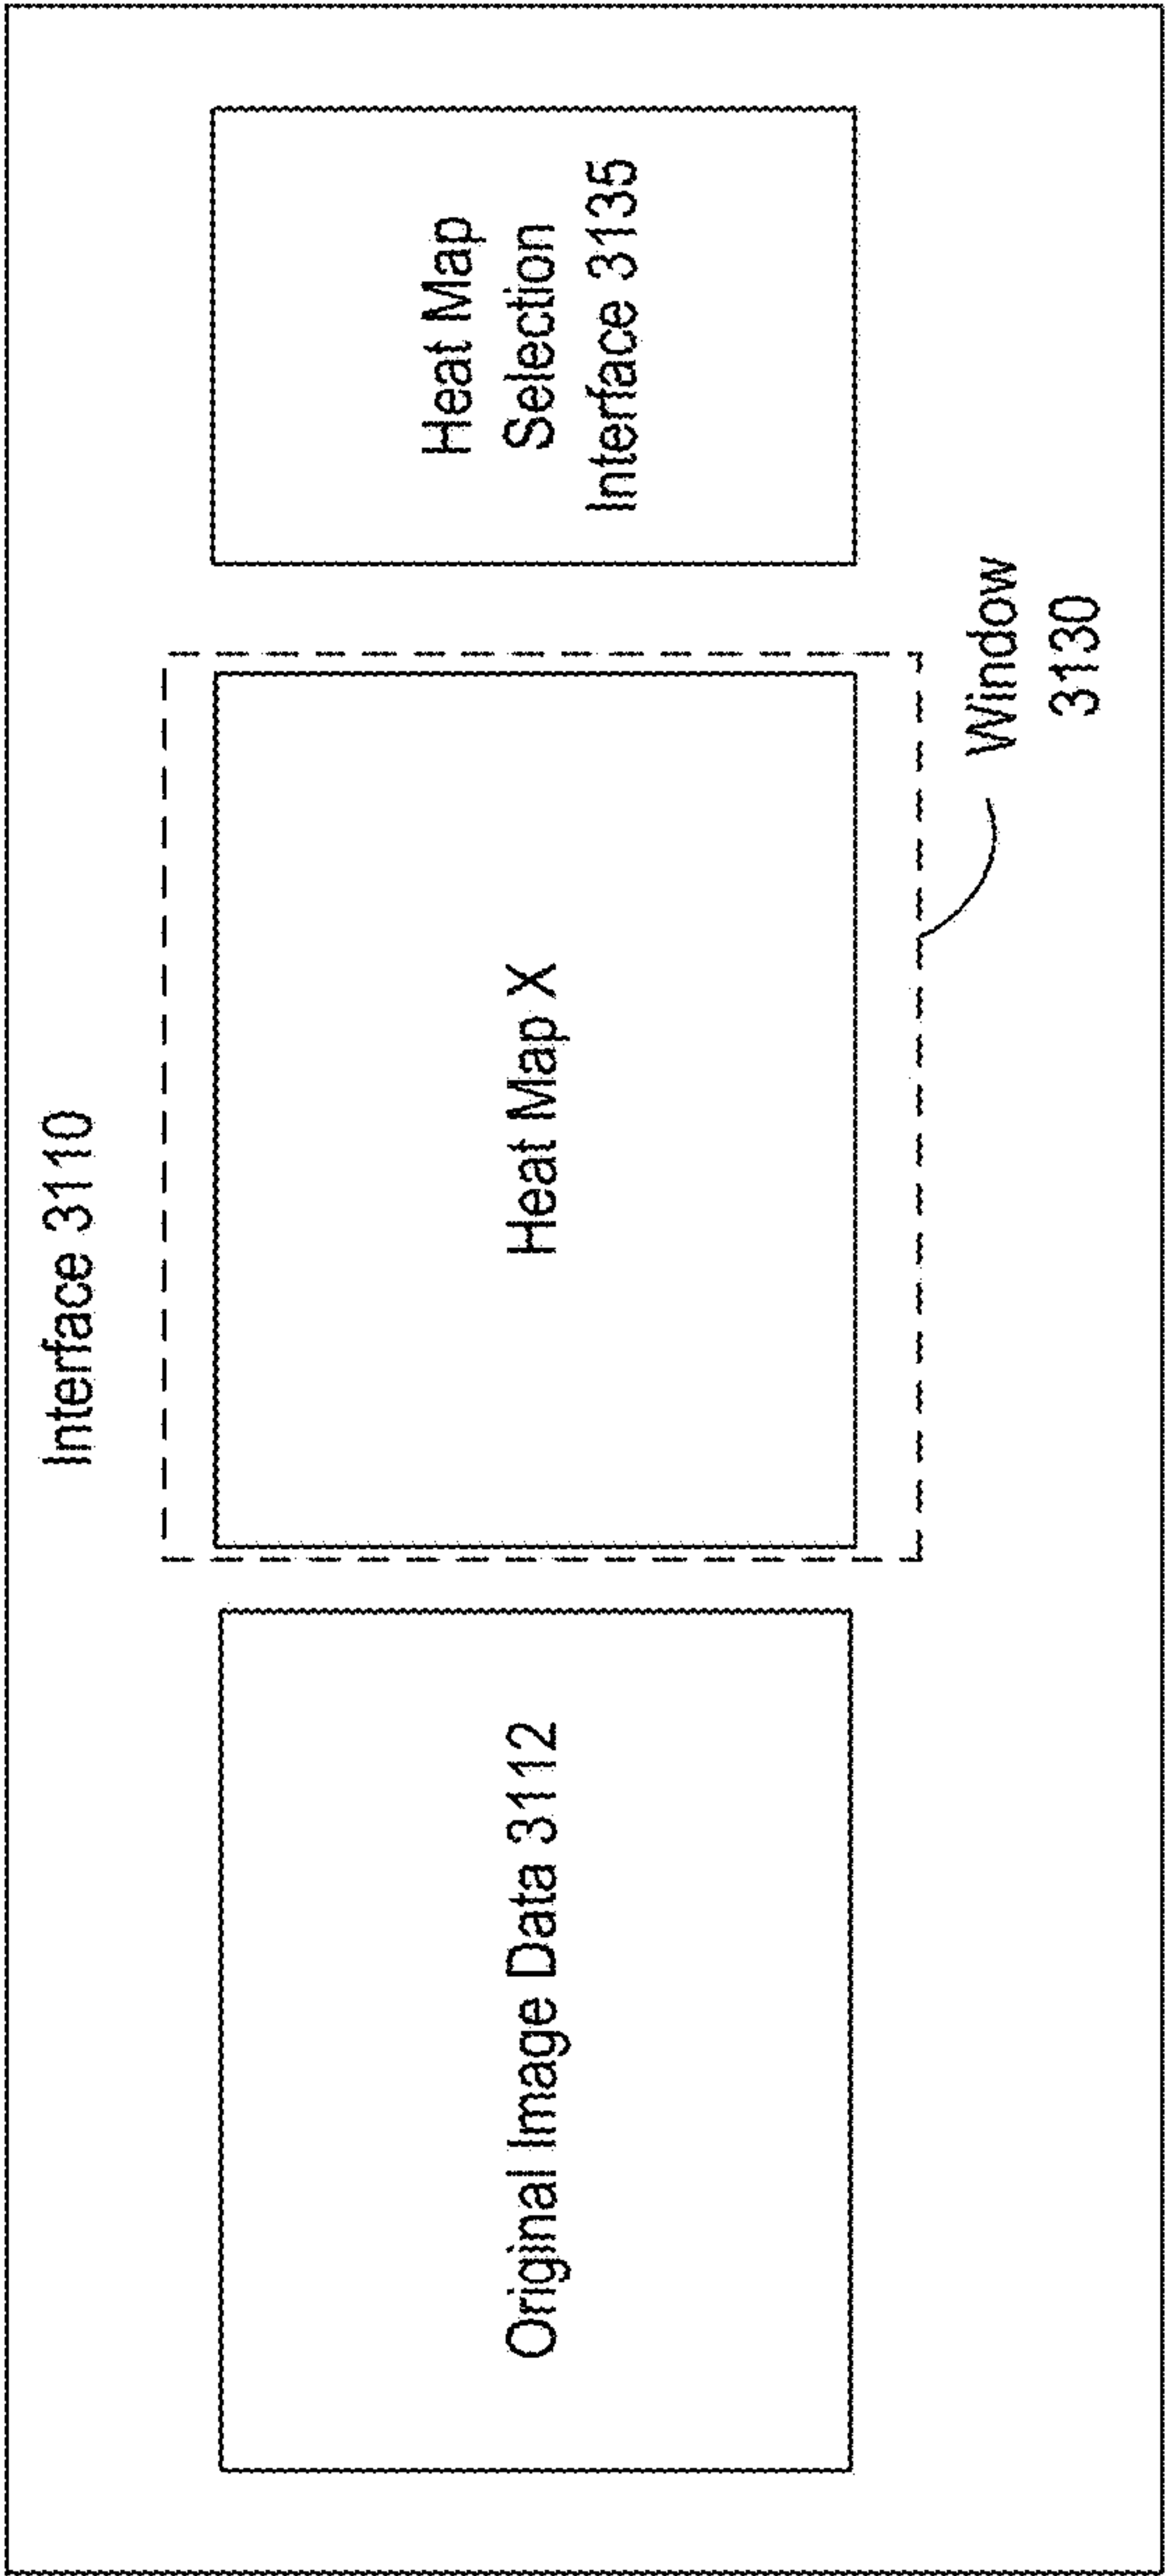 Interface 3110
Original Image Data 3112
Heat Map X
Heat Map
Selection
Interface 3135
Window
3130